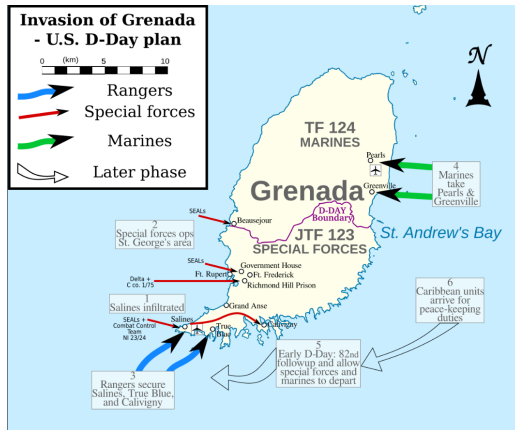 Invasion of Grenada
- U.S. D-Day plan
0 (km) 5 10
Rangers
Special forces
Marines
Later phase
N
TF 124
MARINES
Pearls
4
Marines
take
Pearls &
Greenville
Grenada
Greenville
D-DAY
Boundary
SEALs
Beausejour
2
Special forces ops
St. George's area
JTF 123
SPECIAL FORCES
St. Andrew's Bay
SEALs
Government House
Ft. Rupert
Ft. Frederick
Richmond Hill Prison
Delta +
C co. 1/75
6
Caribbean units
arrive for
peace-keeping
duties
1
Salines infiltrated
Grand Anse
SEALs +
Combat Control
Team
NI 23/24
Salines
True
Blue
Calivigny
5
Early D-Day: 82nd
followup and allow
special forces and
marines to depart
3
Rangers secure
Salines, True Blue,
and Calivigny